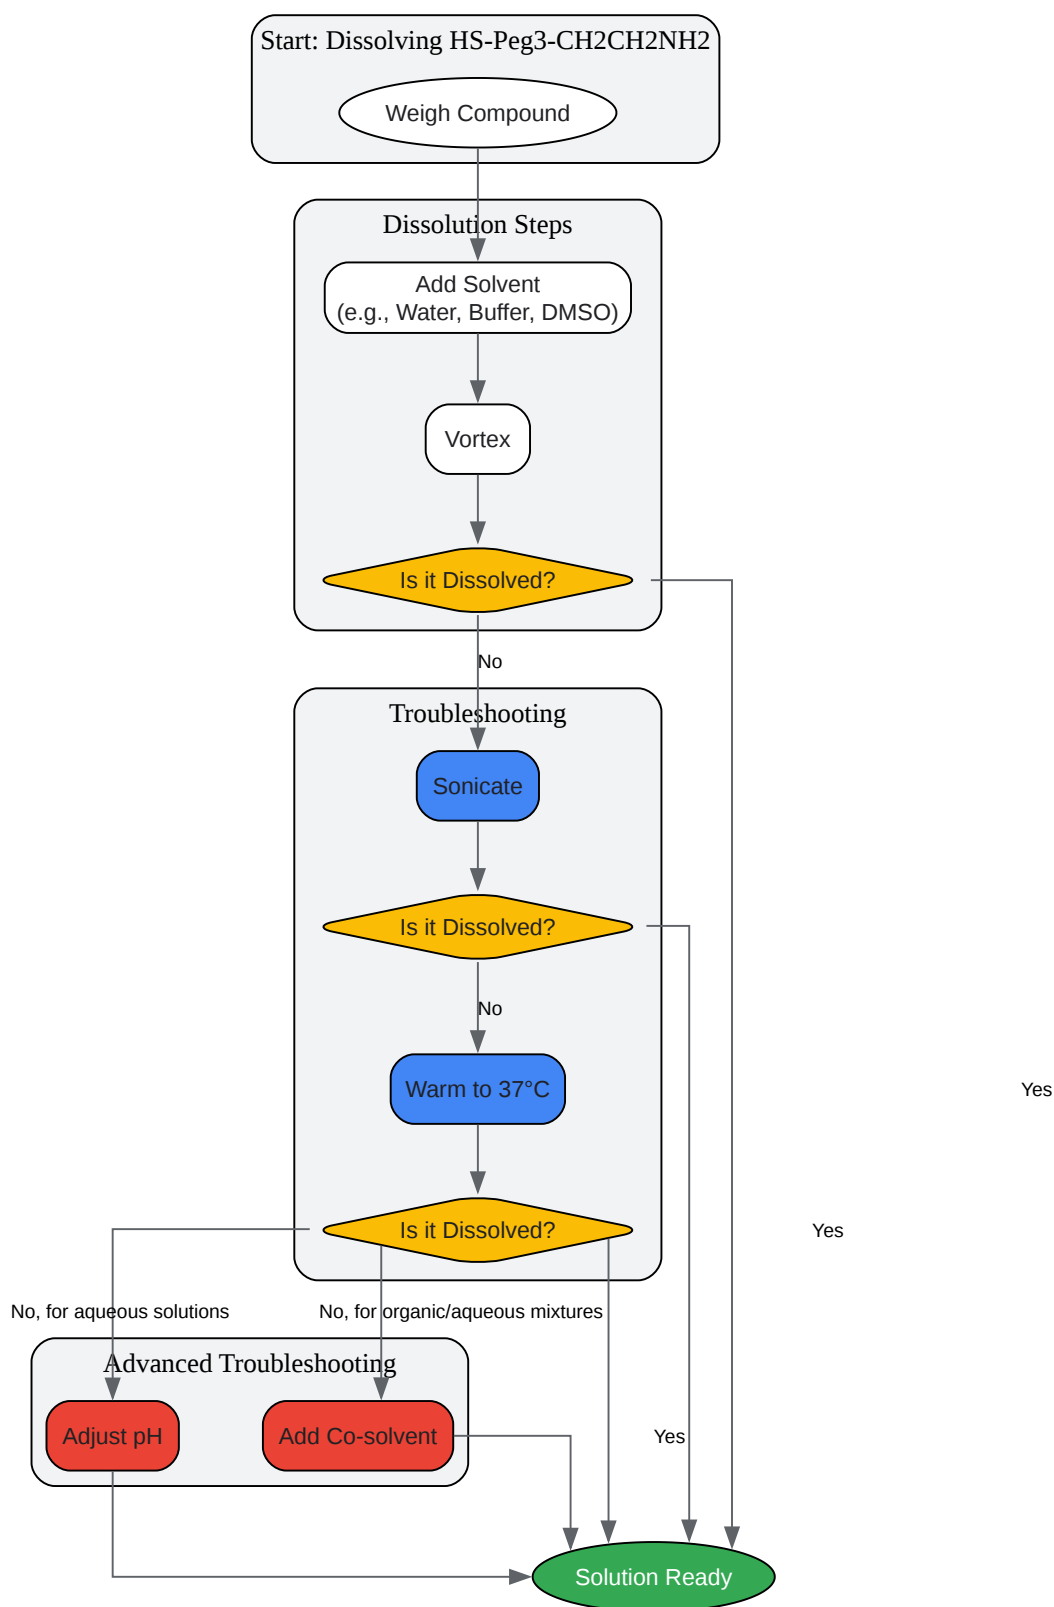 Start: Dissolving HS-Peg3-CH2CH2NH2
Weigh Compound
Dissolution Steps
Add Solvent
(e.g., Water, Buffer, DMSO)
Vortex
Is it Dissolved?
No
Troubleshooting
Sonicate
Is it Dissolved?
No
Warm to 37°C
Yes
Is it Dissolved?
Yes
No, for aqueous solutions
No, for organic/aqueous mixtures
Advanced Troubleshooting
Adjust pH
Add Co-solvent
Yes
Solution Ready